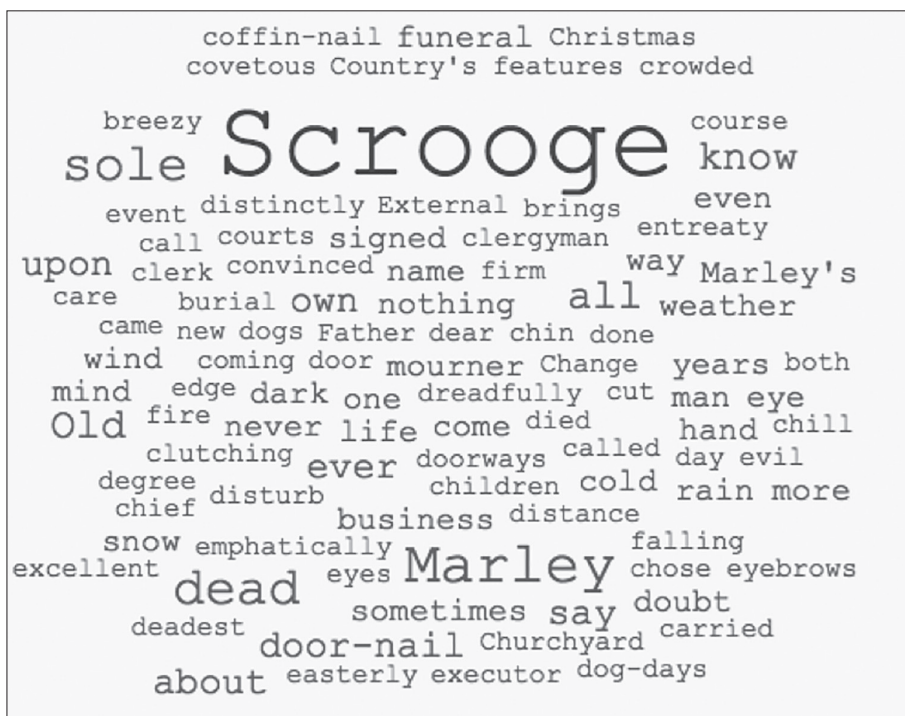 coffin-nail funeral Christmas
covetous Country's features crowded
breezy Scrooge course
sole know
event distinctly External brings even
call courts signed clergyman entreaty
upon clerk convinced name firm way Marley's
care burial own nothing all weather
came new dogs Father dear chin done
wind coming door mourner Change years both
mind edge dark one dreadfully cut man eye
Old fire never life come died hand chill
clutching ever doorways called day evil
degree disturb children cold rain more
chief business distance
snow emphatically falling
excellent dead eyes Marley chose eyebrows
sometimes say doubt
deadest door-nail Churchyard carried
about easterly executor dog-days